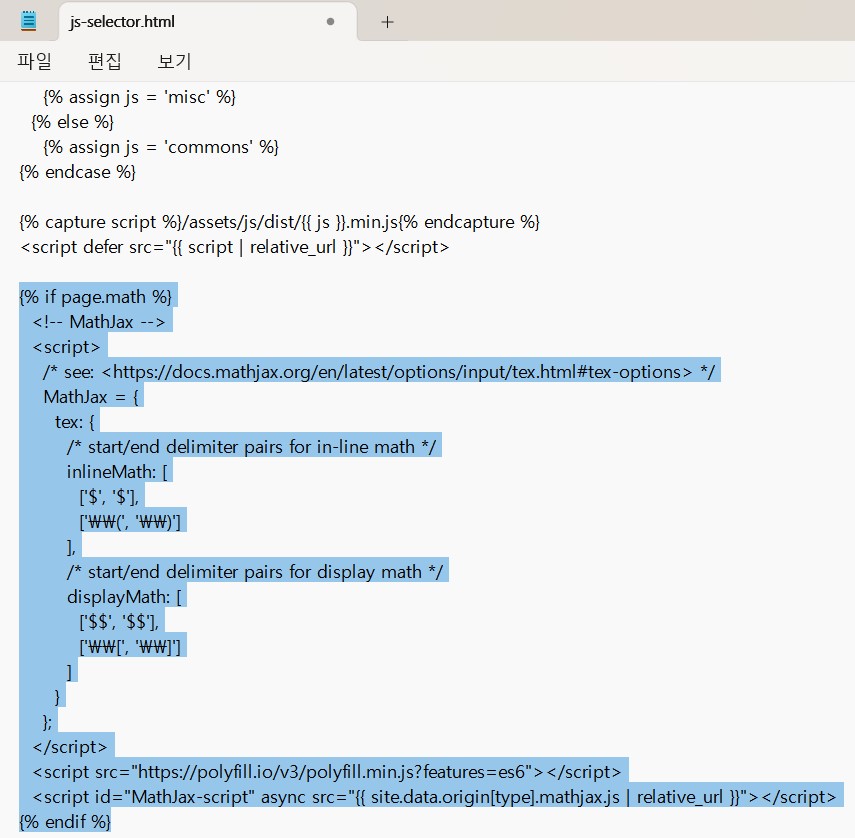 js-selector.html
파일 편집 보기
{% assign js = 'misc' %}
{% else %}
{% assign js = 'commons' %}
{% endcase %}
{% capture script %}/assets/js/dist/{{ js }}.min.js{% endcapture %}
<script defer src="{{ script | relative_url }}"></script>
{% if page.math %}
<!-- MathJax -->
<script>
/* see: <https://docs.mathjax.org/en/latest/options/input/tex.html#tex-options> */
MathJax = {
tex: {
/* start/end delimiter pairs for in-line math */
inlineMath: [
['$', '$'],
['₩₩(', '₩₩)']
],
/* start/end delimiter pairs for display math */
displayMath: [
['$$', '$$'],
['₩₩[', '₩₩]']
]
}
};
</script>
<script src="https://polyfill.io/v3/polyfill.min.js?features=es6"></script>
<script id="MathJax-script" async src="{{ site.data.origin[type].mathjax.js | relative_url }}"></script>
{% endif %}